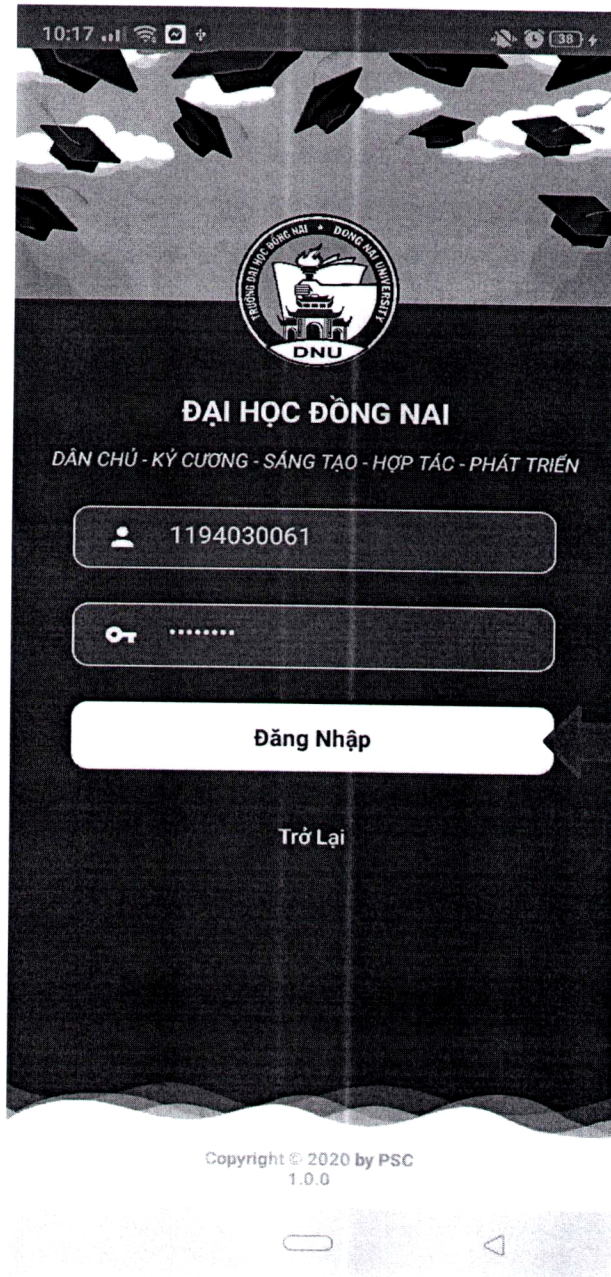 10:17
38
TRƯỜNG ĐẠI HỌC ĐỒNG NAI ★ DONG NAI UNIVERSITY
DNU
ĐẠI HỌC ĐỒNG NAI
DÂN CHỦ - KỶ CƯƠNG - SÁNG TẠO - HỢP TÁC - PHÁT TRIỂN
1194030061
••••••••
Đăng Nhập
Trở Lại
Copyright © 2020 by PSC
1.0.0